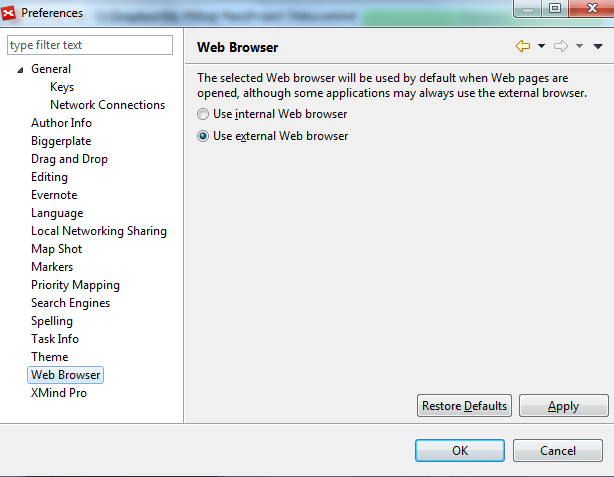 Preferences
type filter text
General
Keys
Network Connections
Author Info
Biggerplate
Drag and Drop
Editing
Evernote
Language
Local Networking Sharing
Map Shot
Markers
Priority Mapping
Search Engines
Spelling
Task Info
Theme
Web Browser
XMind Pro
Web Browser
The selected Web browser will be used by default when Web pages are
opened, although some applications may always use the external browser.
Use internal Web browser
Use external Web browser
Restore Defaults
Apply
OK
Cancel